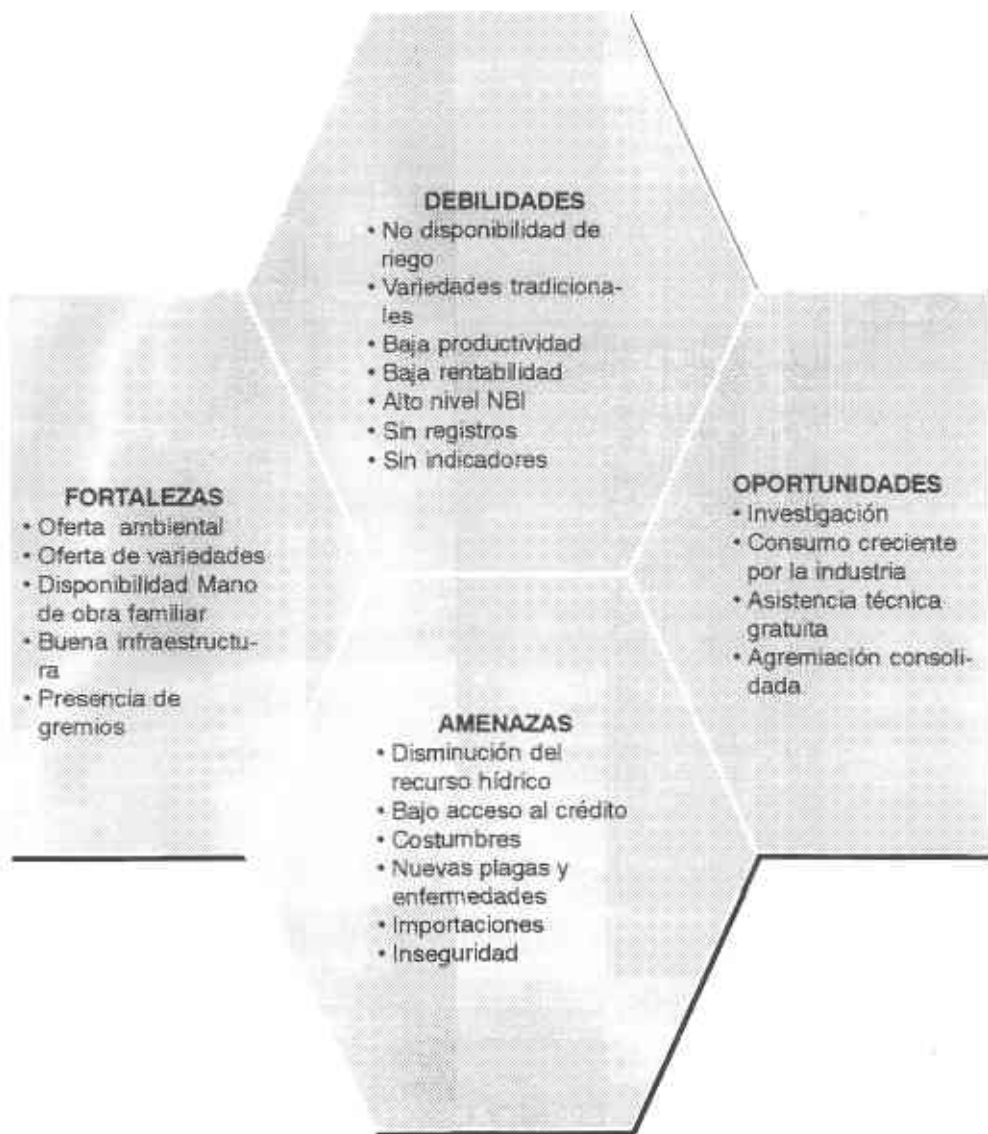 DEBILIDADES
• No disponibilidad de
riego
• Variedades tradiciona-
les
• Baja productividad
• Baja rentabilidad
• Alto nivel NBI
• Sin registros
• Sin indicadores
FORTALEZAS
• Oferta ambiental
• Oferta de variedades
• Disponibilidad Mano
de obra familiar
• Buena infraestructu-
ra
• Presencia de
gremios
OPORTUNIDADES
• Investigación
• Consumo creciente
por la industria
• Asistencia técnica
gratuita
• Agremiación consoli-
dada
AMENAZAS
• Disminución del
recurso hídrico
• Bajo acceso al crédito
• Costumbres
• Nuevas plagas y
enfermedades
• Importaciones
• Inseguridad